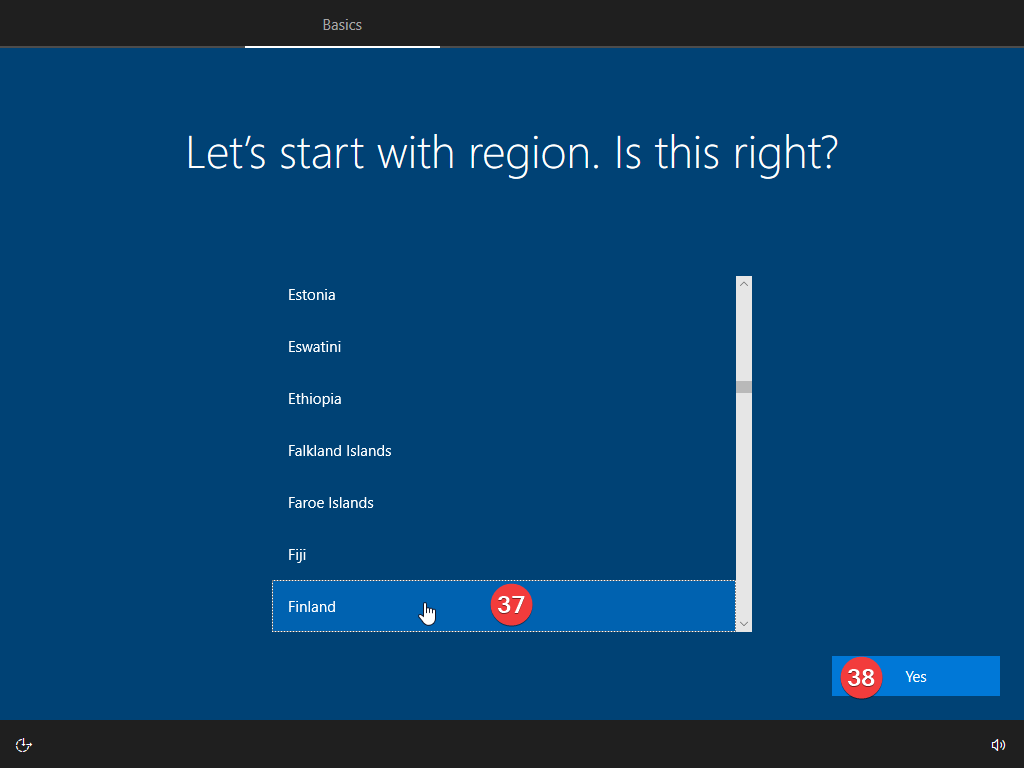 Basics
Let’s start with region. Is this right?
Estonia
Eswatini
Ethiopia
Falkland Islands
Faroe Islands
Fiji
Finland
37
38 Yes